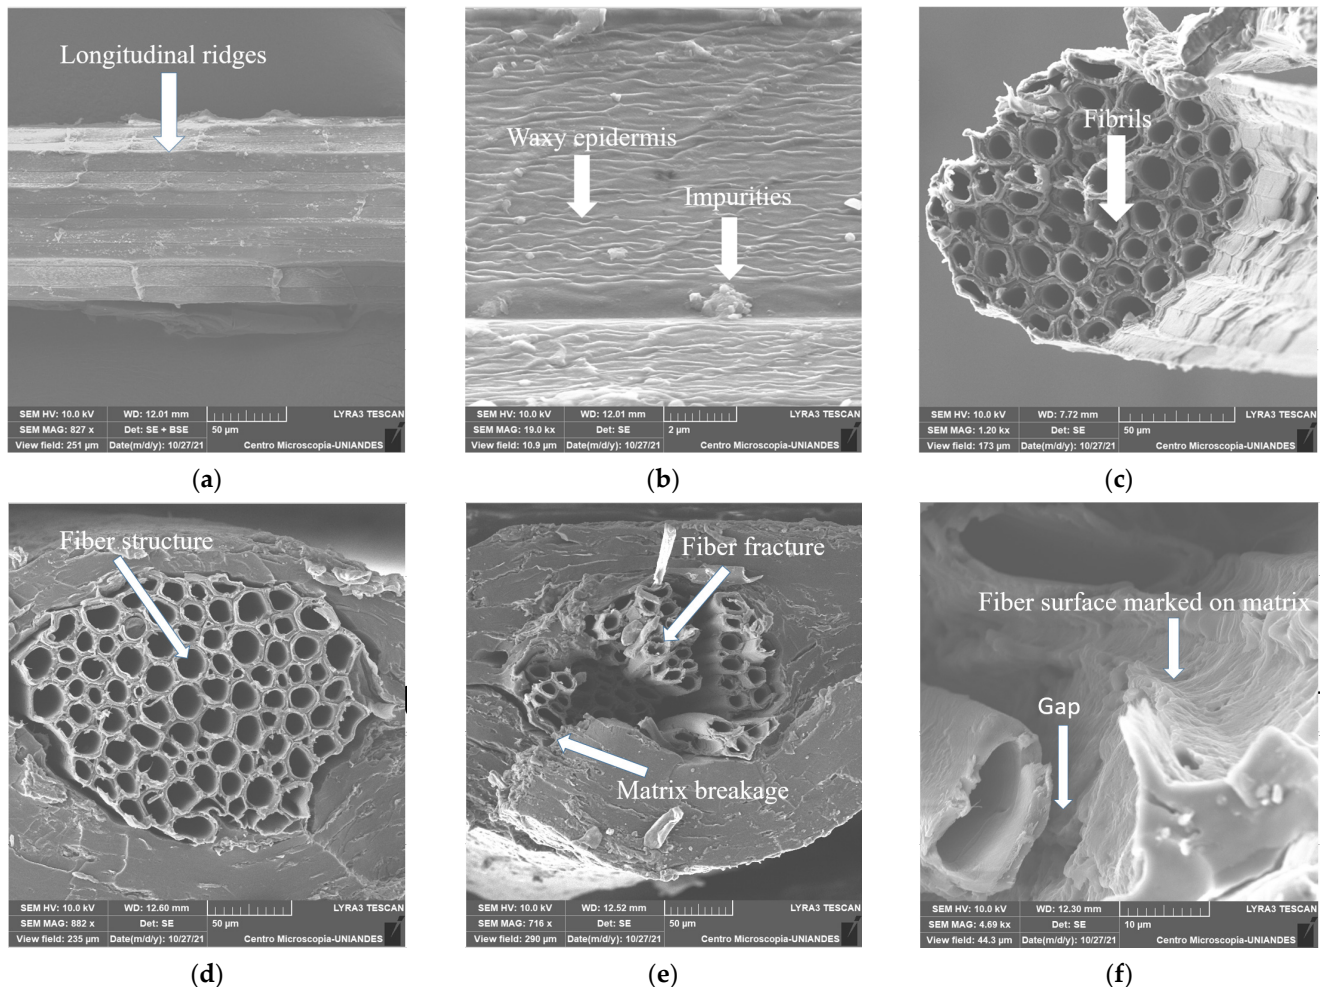 Longitudinal ridges
SEM HV: 10.0 kV WD: 12.01 mm LYRA3 TESCAN
SEM MAG: 827 x Det: SE + BSE 50 µm
View field: 251 µm Date(m/d/y): 10/27/21 Centro Microscopia-UNIANDES
(a)
Waxy epidermis
Impurities
SEM HV: 10.0 kV WD: 12.01 mm LYRA3 TESCAN
SEM MAG: 19.0 kx Det: SE 2 µm
View field: 10.9 µm Date(m/d/y): 10/27/21 Centro Microscopia-UNIANDES
(b)
Fibrils
SEM HV: 10.0 kV WD: 7.72 mm LYRA3 TESCAN
SEM MAG: 1.20 kx Det: SE 50 µm
View field: 173 µm Date(m/d/y): 10/27/21 Centro Microscopia-UNIANDES
(c)
Fiber structure
SEM HV: 10.0 kV WD: 12.60 mm LYRA3 TESCAN
SEM MAG: 882 x Det: SE 50 µm
View field: 235 µm Date(m/d/y): 10/27/21 Centro Microscopia-UNIANDES
(d)
Fiber fracture
Matrix breakage
SEM HV: 10.0 kV WD: 12.52 mm LYRA3 TESCAN
SEM MAG: 716 x Det: SE 50 µm
View field: 290 µm Date(m/d/y): 10/27/21 Centro Microscopia-UNIANDES
(e)
Fiber surface marked on matrix
Gap
SEM HV: 10.0 kV WD: 12.30 mm LYRA3 TESCAN
SEM MAG: 4.69 kx Det: SE 10 µm
View field: 44.3 µm Date(m/d/y): 10/27/21 Centro Microscopia-UNIANDES
(f)